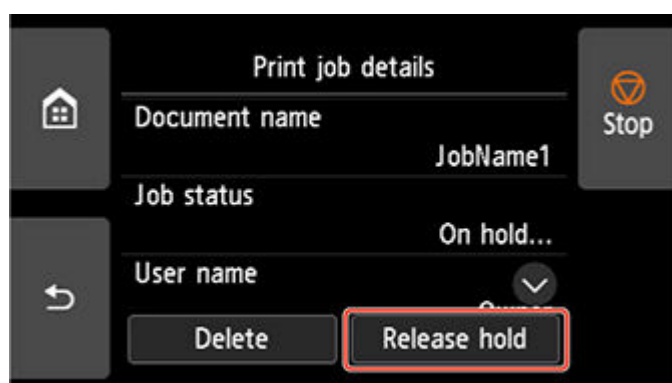 Print job details
Document name
JobName1
Job status
On hold...
User name
Delete
Release hold
Stop